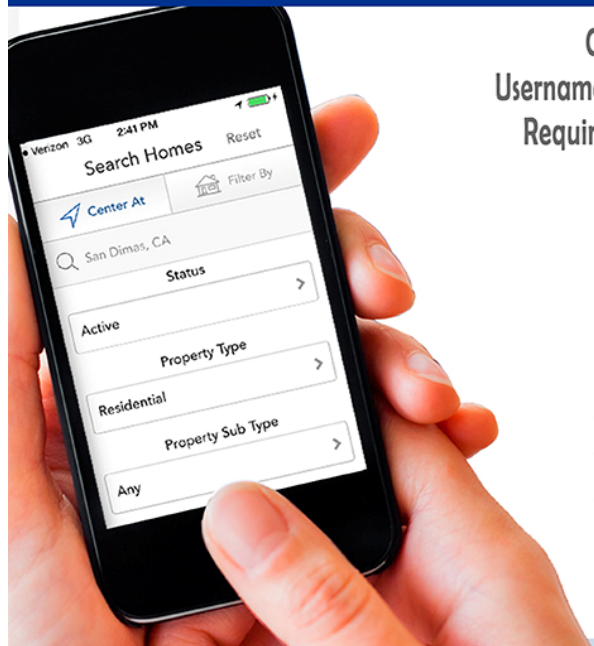 Verizon 3G 2:41 PM
Search Homes Reset
Center At Filter By
San Dimas, CA
Status
Active
Property Type
Residential
Property Sub Type
Any
Username